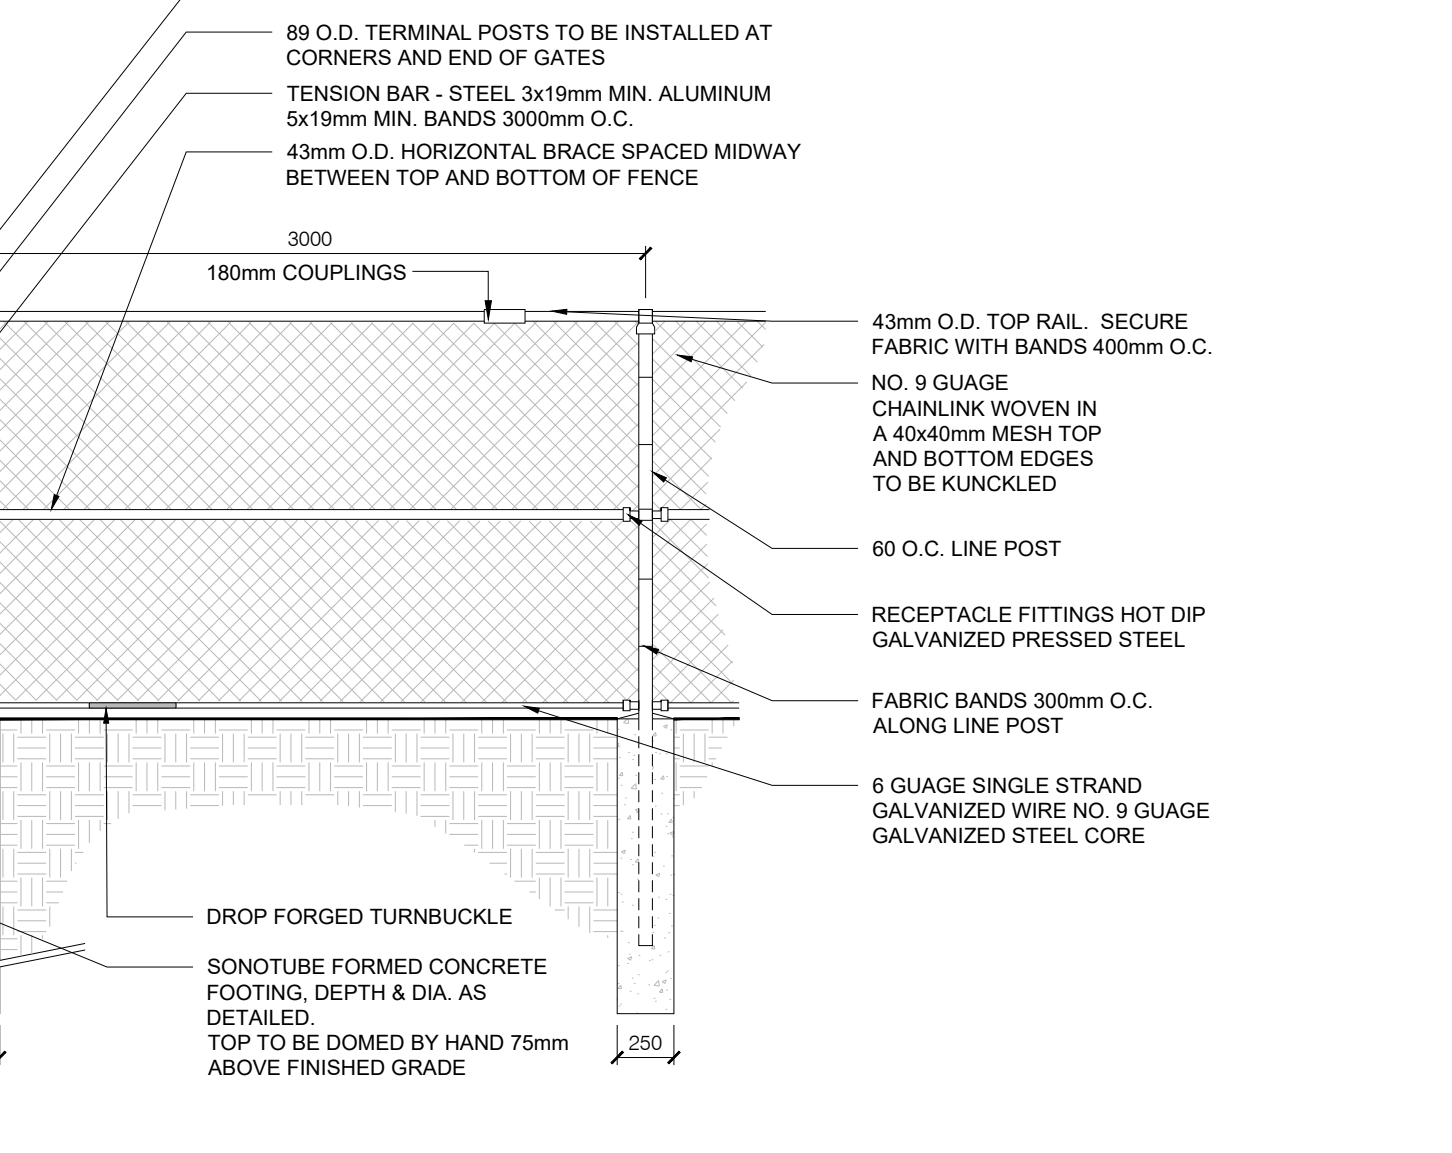 89 O.D. TERMINAL POSTS TO BE INSTALLED AT
CORNERS AND END OF GATES
TENSION BAR - STEEL 3x19mm MIN. ALUMINUM
5x19mm MIN. BANDS 3000mm O.C.
43mm O.D. HORIZONTAL BRACE SPACED MIDWAY
BETWEEN TOP AND BOTTOM OF FENCE
3000
180mm COUPLINGS
43mm O.D. TOP RAIL.  SECURE
FABRIC WITH BANDS 400mm O.C.
NO. 9 GUAGE
CHAINLINK WOVEN IN
A 40x40mm MESH TOP
AND BOTTOM EDGES
TO BE KUNCKLED
60 O.C. LINE POST
RECEPTACLE FITTINGS HOT DIP
GALVANIZED PRESSED STEEL
FABRIC BANDS 300mm O.C.
ALONG LINE POST
6 GUAGE SINGLE STRAND
GALVANIZED WIRE NO. 9 GUAGE
GALVANIZED STEEL CORE
DROP FORGED TURNBUCKLE
SONOTUBE FORMED CONCRETE
FOOTING, DEPTH & DIA. AS
DETAILED.
TOP TO BE DOMED BY HAND 75mm
ABOVE FINISHED GRADE
250